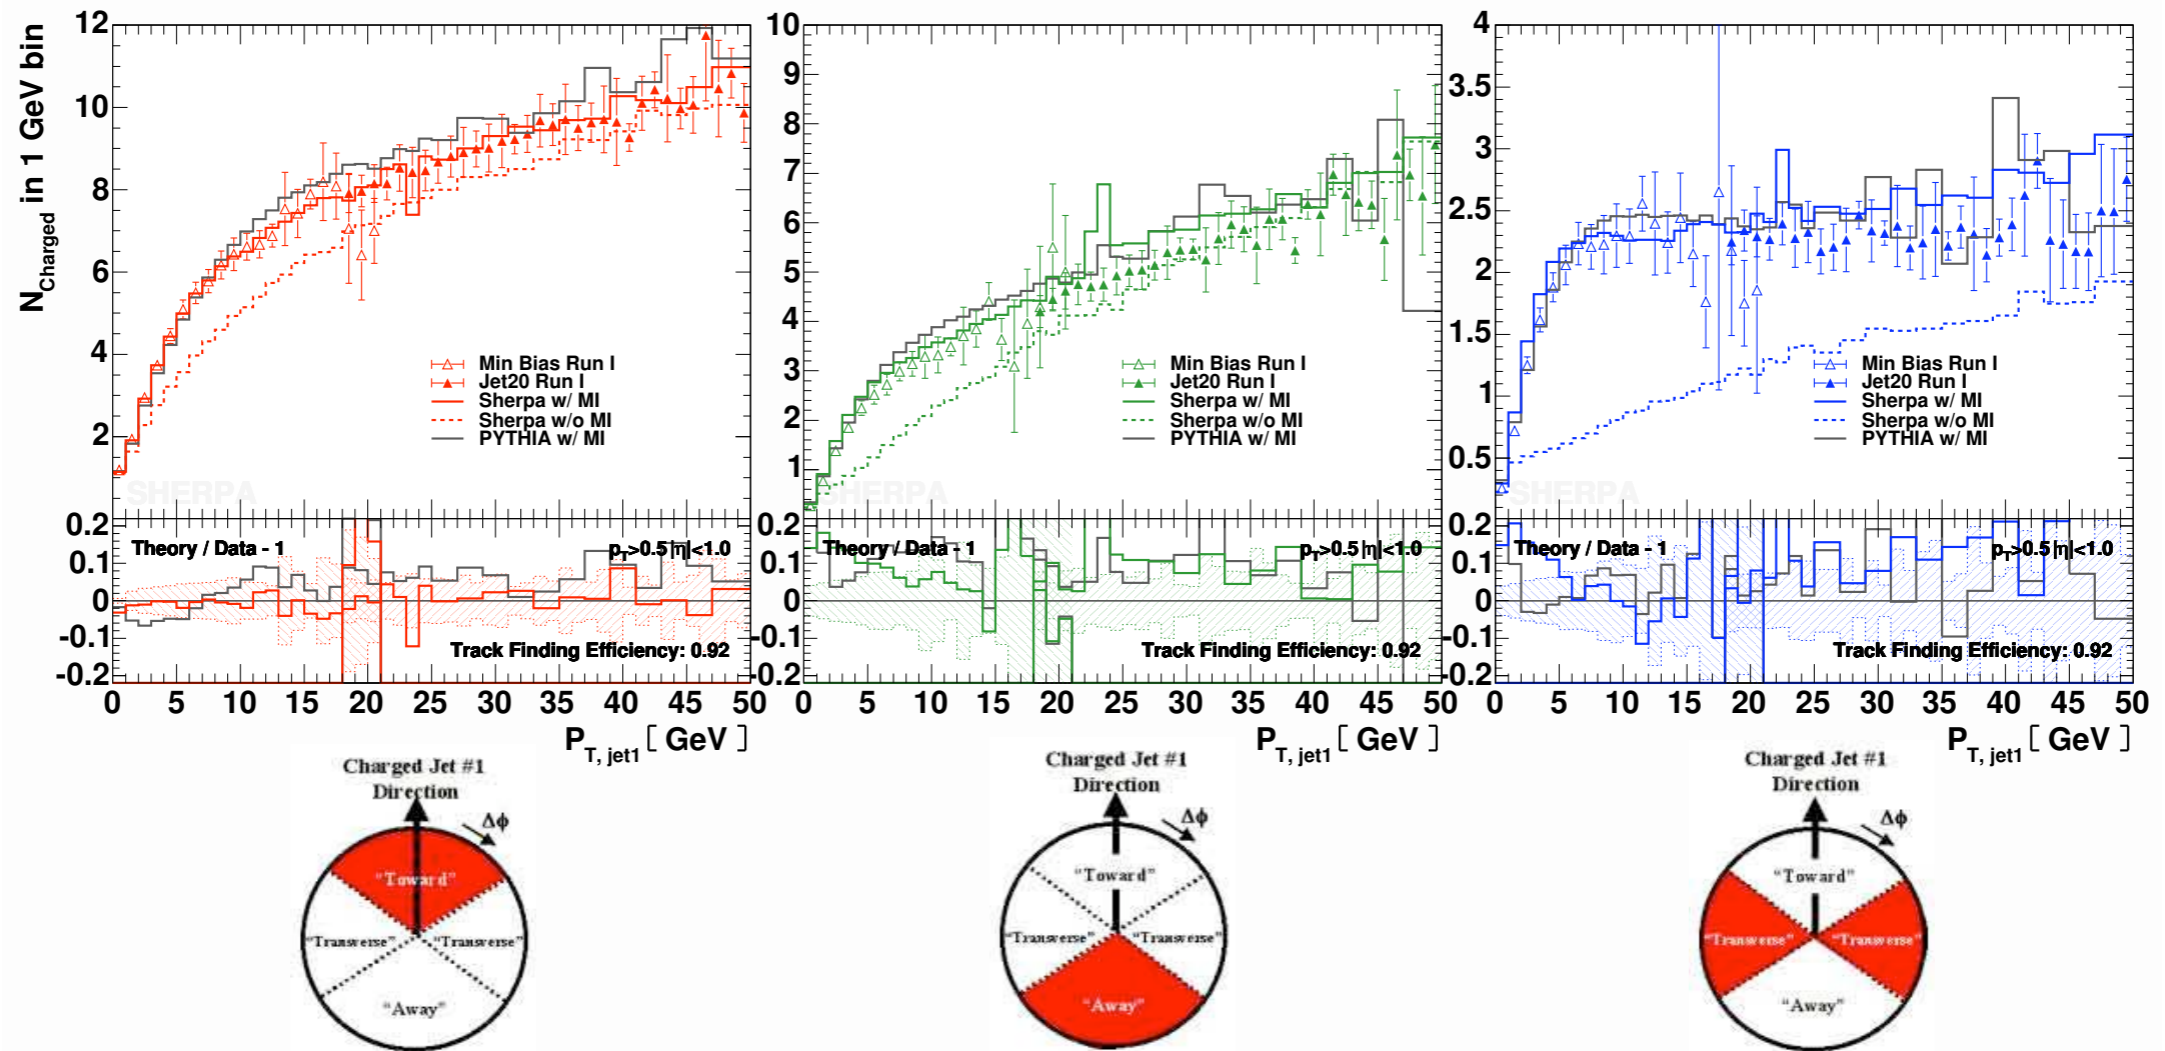 N_Charged in 1 GeV bin
12
10
8
6
4
2
Min Bias Run I
Jet20 Run I
Sherpa w/ MI
Sherpa w/o MI
PYTHIA w/ MI
SHERPA
0.2
0.1
0
-0.1
-0.2
Theory / Data - 1
p_T>0.5 |η|<1.0
Track Finding Efficiency: 0.92
0 5 10 15 20 25 30 35 40 45 50
P_T, jet1 [ GeV ]
10
9
8
7
6
5
4
3
2
1
Min Bias Run I
Jet20 Run I
Sherpa w/ MI
Sherpa w/o MI
PYTHIA w/ MI
SHERPA
0.2
0.1
0
-0.1
-0.2
Theory / Data - 1
p_T>0.5 |η|<1.0
Track Finding Efficiency: 0.92
0 5 10 15 20 25 30 35 40 45 50
P_T, jet1 [ GeV ]
4
3.5
3
2.5
2
1.5
1
0.5
Min Bias Run I
Jet20 Run I
Sherpa w/ MI
Sherpa w/o MI
PYTHIA w/ MI
SHERPA
0.2
0.1
0
-0.1
-0.2
Theory / Data - 1
p_T>0.5 |η|<1.0
Track Finding Efficiency: 0.92
0 5 10 15 20 25 30 35 40 45 50
P_T, jet1 [ GeV ]
Charged Jet #1
Direction
Δϕ
“Toward”
“Transverse” “Transverse”
“Away”
Charged Jet #1
Direction
Δϕ
“Toward”
“Transverse” “Transverse”
“Away”
Charged Jet #1
Direction
Δϕ
“Toward”
“Transverse” “Transverse”
“Away”